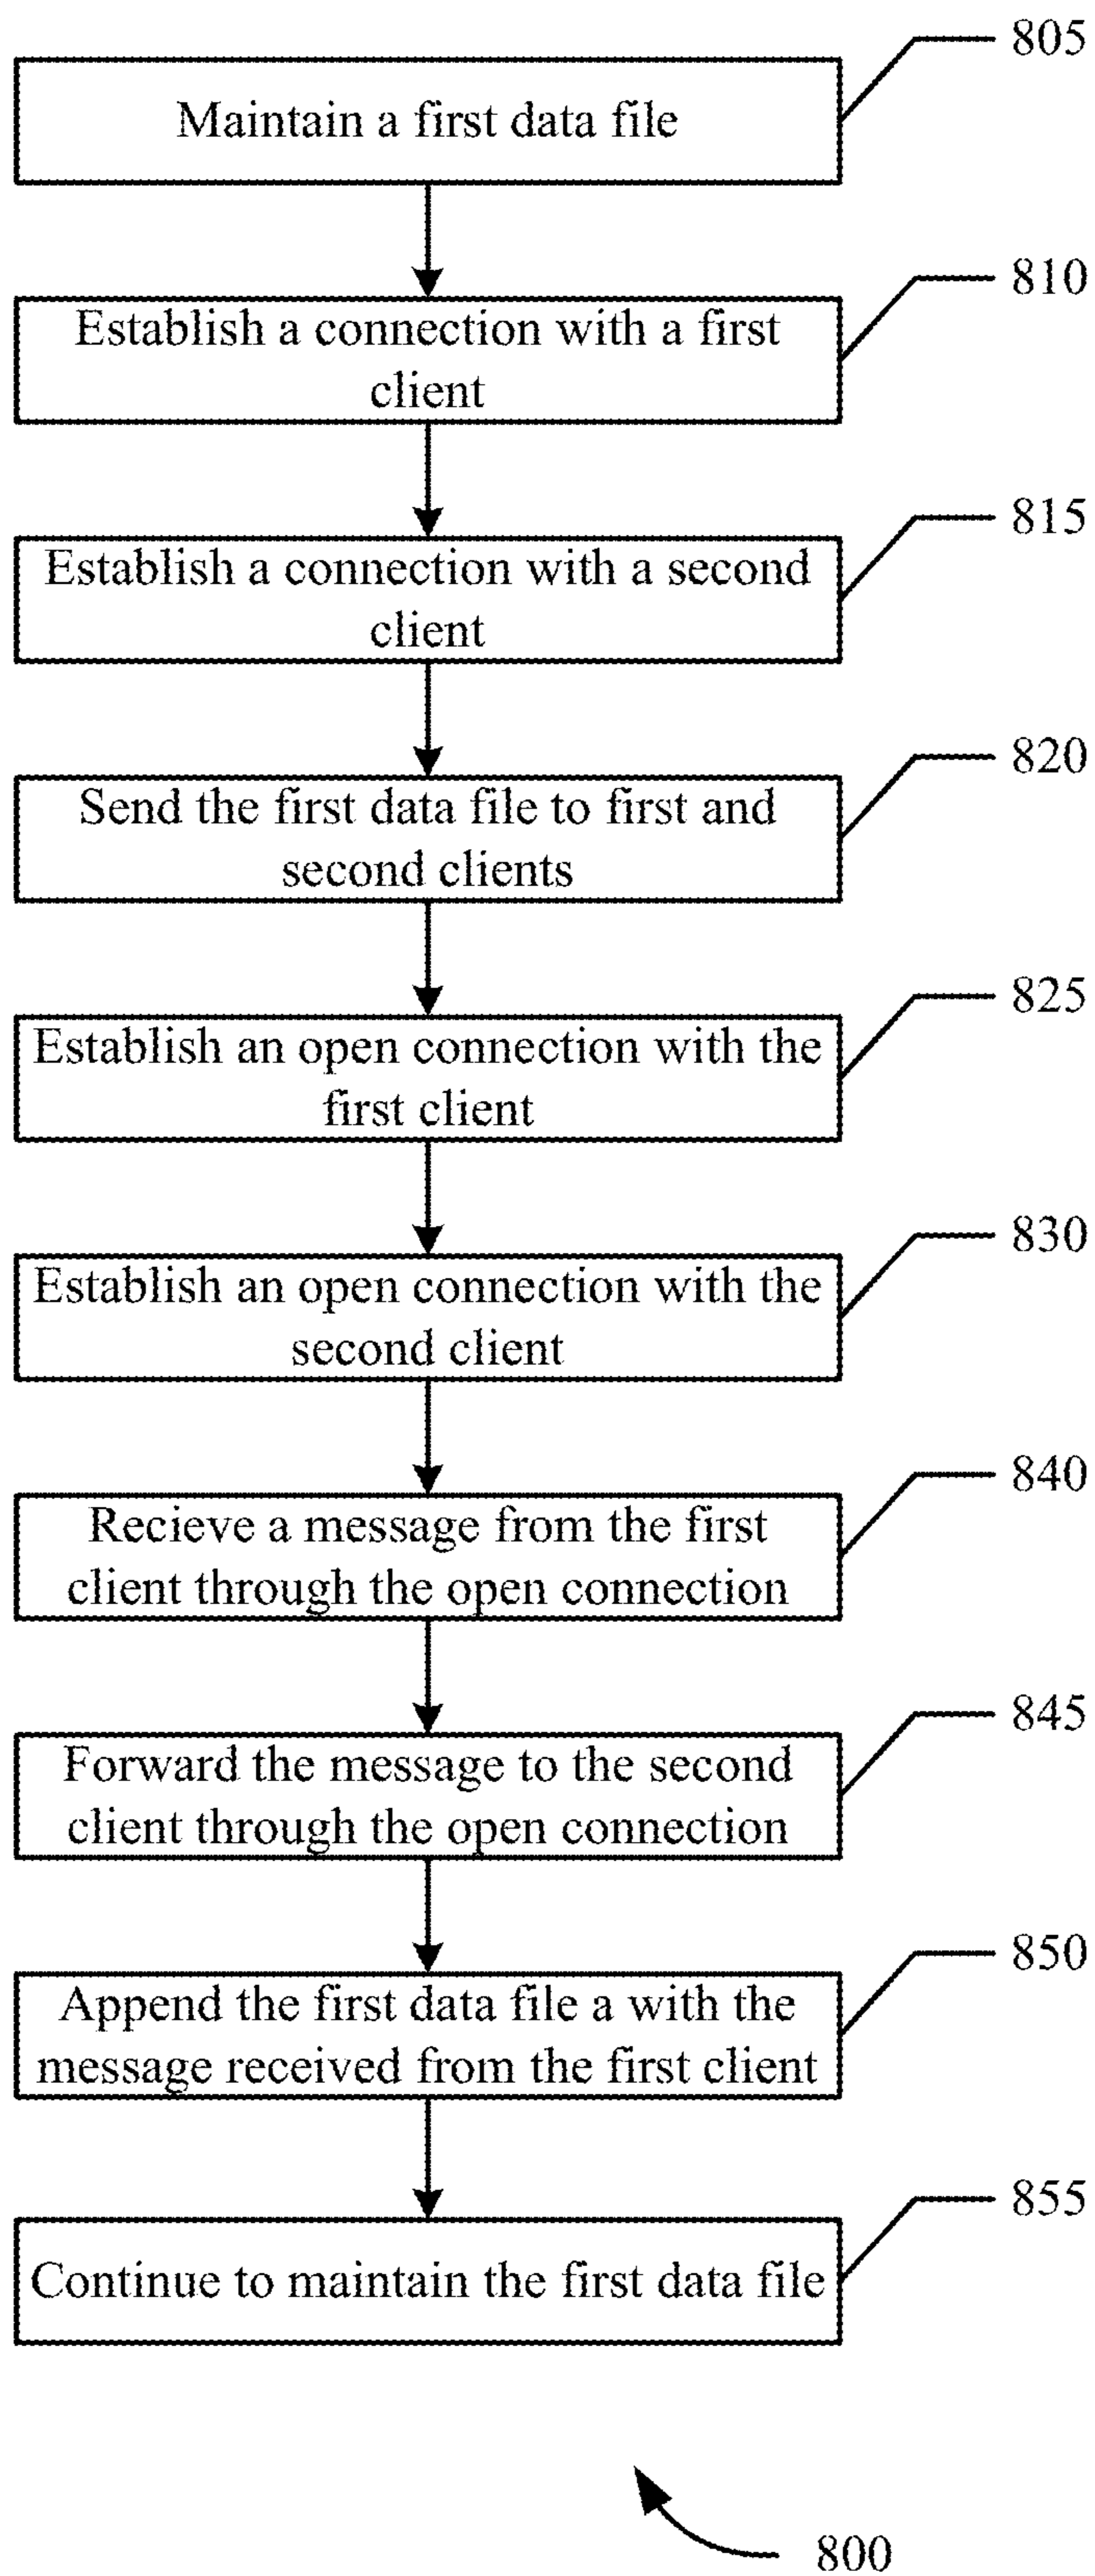 805
Maintain a first data file
810
Establish a connection with a first
client
815
Establish a connection with a second
client
820
Send the first data file to first and
second clients
825
Establish an open connection with the
first client
830
Establish an open connection with the
second client
840
Recieve a message from the first
client through the open connection
845
Forward the message to the second
client through the open connection
850
Append the first data file a with the
message received from the first client
855
Continue to maintain the first data file
800